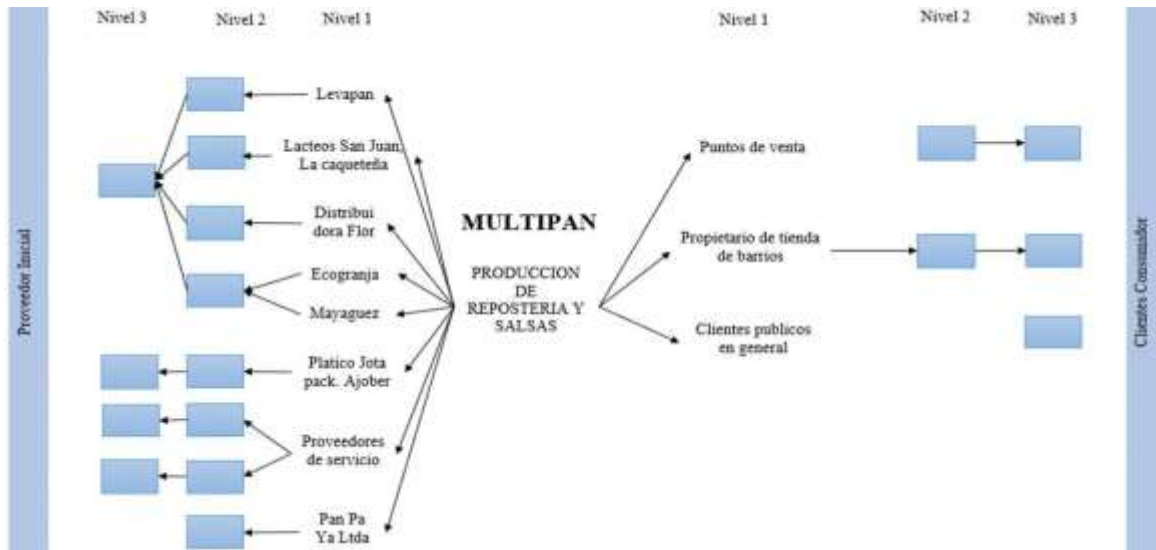 Nivel 3
Nivel 2
Nivel 1
Nivel 1
Nivel 2
Nivel 3
Proveedor Inicial
Levapan
Lacteos San Juan,
La caqueteña
Distribui
dora Flor
Ecogranja
Mayaguez
Platico Jota
pack. Ajober
Proveedores
de servicio
Pan Pa
Ya Ltda
MULTIPAN
PRODUCCION
DE
REPOSTERIA Y
SALSAS
Puntos de venta
Propietario de tienda
de barrios
Clientes publicos
en general
Clientes Consumidor